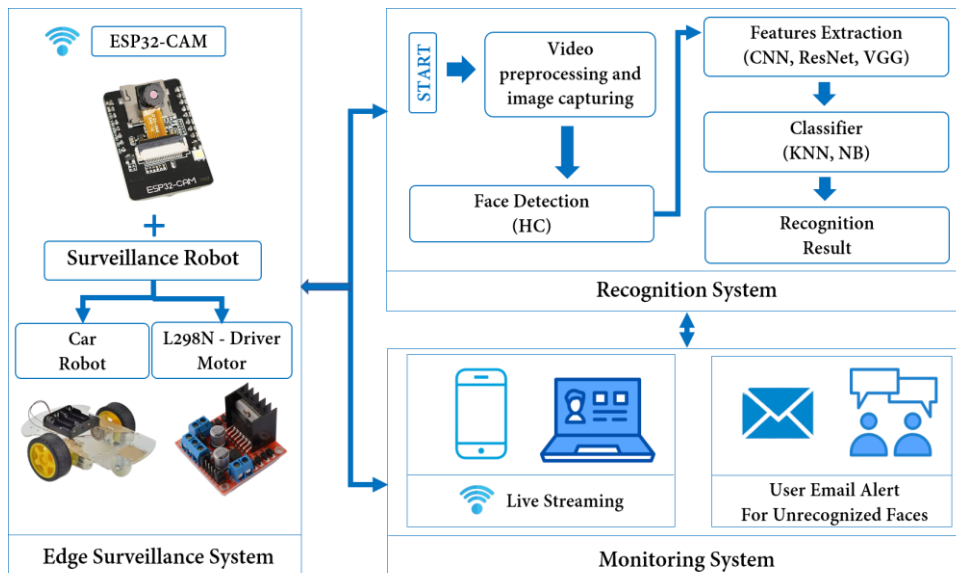 ESP32-CAM
ESP32-CAM
+
Surveillance Robot
Car
Robot
L298N - Driver
Motor
Edge Surveillance System
START
Video
preprocessing and
image capturing
Face Detection
(HC)
Features Extraction
(CNN, ResNet, VGG)
Classifier
(KNN, NB)
Recognition
Result
Recognition System
Live Streaming
User Email Alert
For Unrecognized Faces
Monitoring System